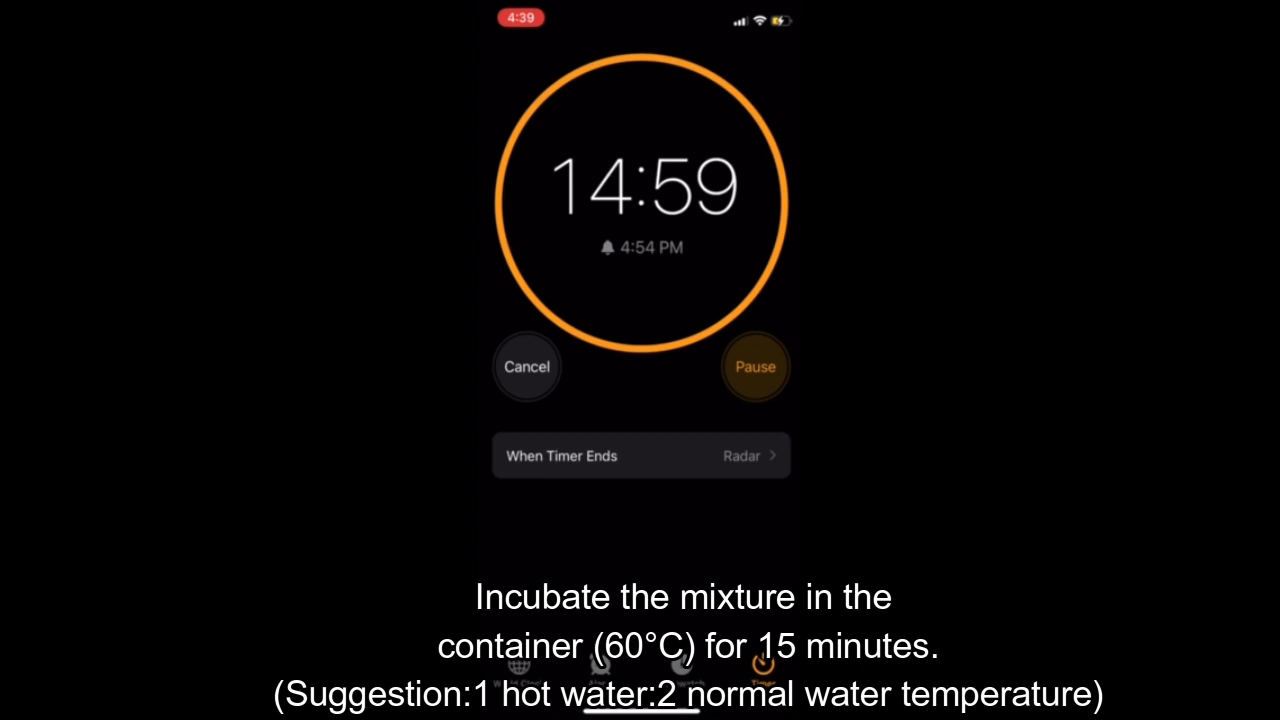 4:39
14:59
4:54 PM
Cancel
Pause
When Timer Ends
Radar
Incubate the mixture in the
container (60°C) for 15 minutes.
Timer
(Suggestion:1 hot water:2 normal water temperature)